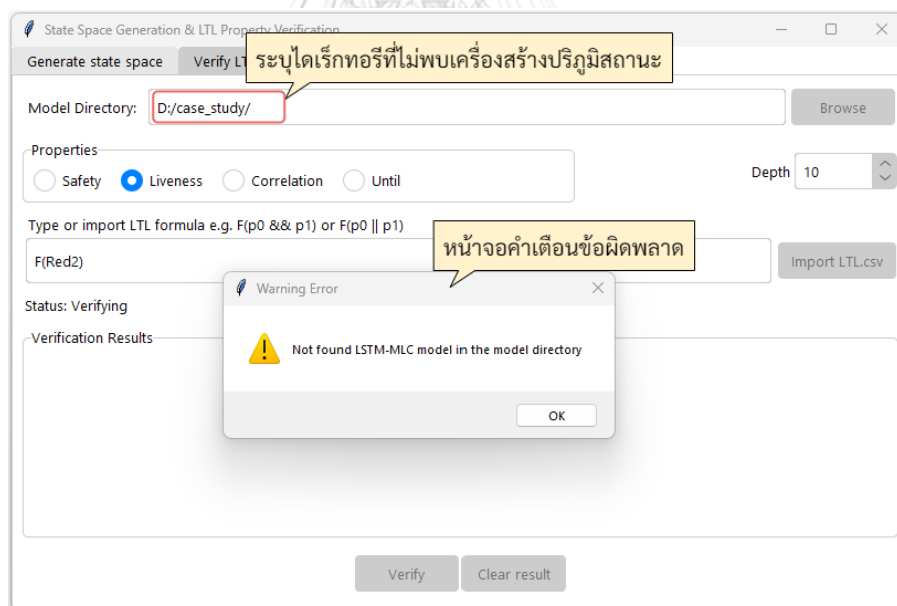 State Space Generation & LTL Property Verification
Generate state space
Verify LT
ระบุไดเร็กทอรีที่ไม่พบเครื่องสร้างปริภูมิสถานะ
Model Directory:
D:/case_study/
Browse
Properties
Safety
Liveness
Correlation
Until
Depth
10
Type or import LTL formula e.g. F(p0 && p1) or F(p0 || p1)
หน้าจอคำเตือนข้อผิดพลาด
F(Red2)
Import LTL.csv
Warning Error
Status: Verifying
Verification Results
Not found LSTM-MLC model in the model directory
OK
Verify
Clear result